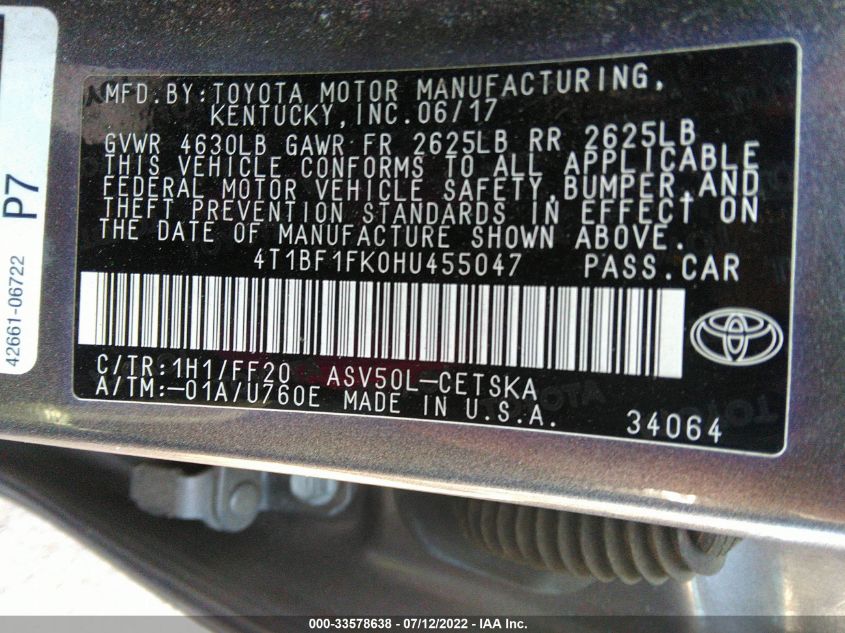 MFD. BY: TOYOTA MOTOR MANUFACTURING,
KENTUCKY, INC. 06/17
GVWR 4630LB GAWR FR 2625LB RR 2625LB
THIS VEHICLE CONFORMS TO ALL APPLICABLE
FEDERAL MOTOR VEHICLE SAFETY, BUMPER, AND
THEFT PREVENTION STANDARDS IN EFFECT ON
THE DATE OF MANUFACTURE SHOWN ABOVE.
4T1BF1FK0HU455047 PASS. CAR
C/TR: 1H1/FF20 ASV50L-CETSKA
A/TM: -01A/U760E MADE IN U.S.A.
34064
P7
42661-06722
TOYOTA
000-33578638 - 07/12/2022 - IAA Inc.